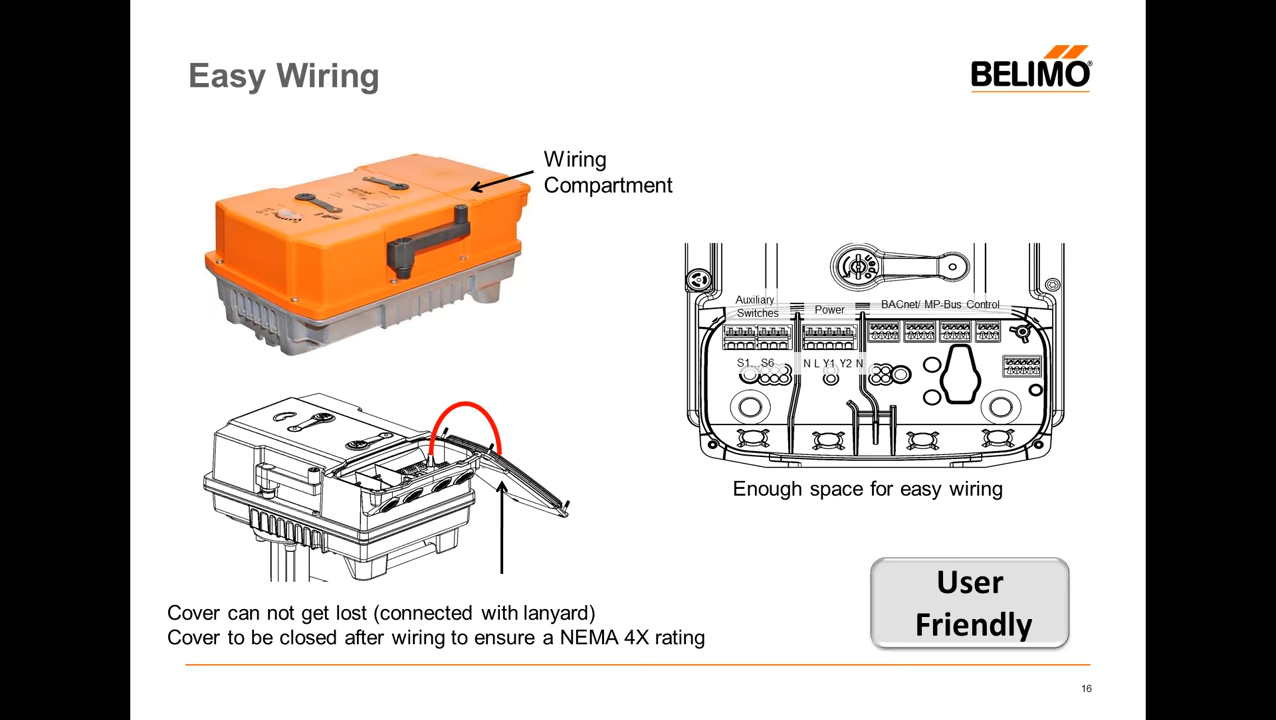 Easy Wiring
BELIMO®
Wiring
Compartment
Auxiliary
Switches
Power
BACnet/ MP-Bus Control
S1...S6
N L Y1 Y2 N
Enough space for easy wiring
Cover can not get lost (connected with lanyard)
Cover to be closed after wiring to ensure a NEMA 4X rating
User
Friendly
16